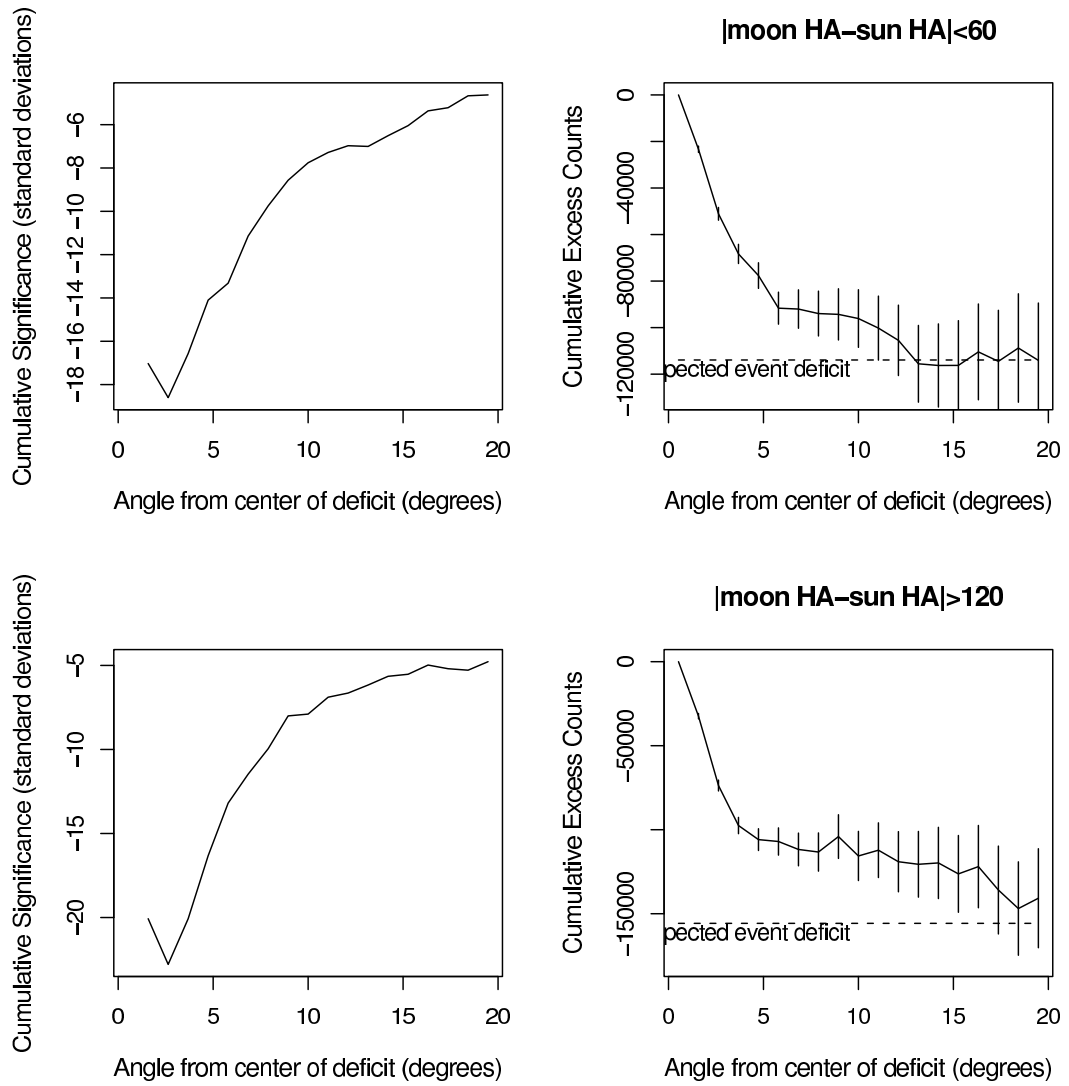 Cumulative Significance (standard deviations)
−6
−8
−10
−12
−14
−16
−18
0 5 10 15 20
Angle from center of deficit (degrees)
|moon HA−sun HA|<60
Cumulative Excess Counts
0
−40000
−80000
−120000
pected event deficit
0 5 10 15 20
Angle from center of deficit (degrees)
Cumulative Significance (standard deviations)
−5
−10
−15
−20
0 5 10 15 20
Angle from center of deficit (degrees)
|moon HA−sun HA|>120
Cumulative Excess Counts
0
−50000
−150000
pected event deficit
0 5 10 15 20
Angle from center of deficit (degrees)